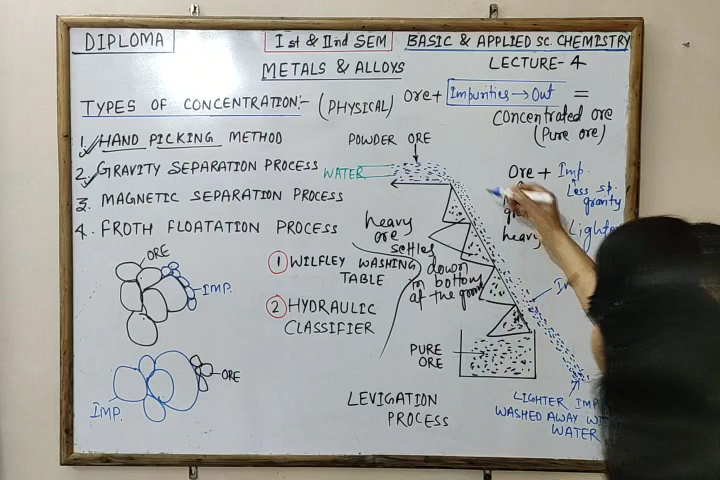 DIPLOMA
Ist & IInd SEM
BASIC & APPLIED SC. CHEMISTRY
METALS & ALLOYS
LECTURE-4
TYPES OF CONCENTRATION:- (PHYSICAL)
Ore + Impurities → Out =
Concentrated ore
(Pure ore)
1. HAND PICKING METHOD
2. GRAVITY SEPARATION PROCESS
3. MAGNETIC SEPARATION PROCESS
4. FROTH FLOATATION PROCESS
POWDER ORE
WATER
Ore + Imp.
Less sp.
gravity
heavy
Lighter
heavy
ore
settles
down
in bottom
of the
1 WILFLEY WASHING
TABLE
2 HYDRAULIC
CLASSIFIER
ORE
IMP.
IMP.
ORE
PURE
ORE
LEVIGATION
PROCESS
LIGHTER IMP
WASHED AWAY
WATER